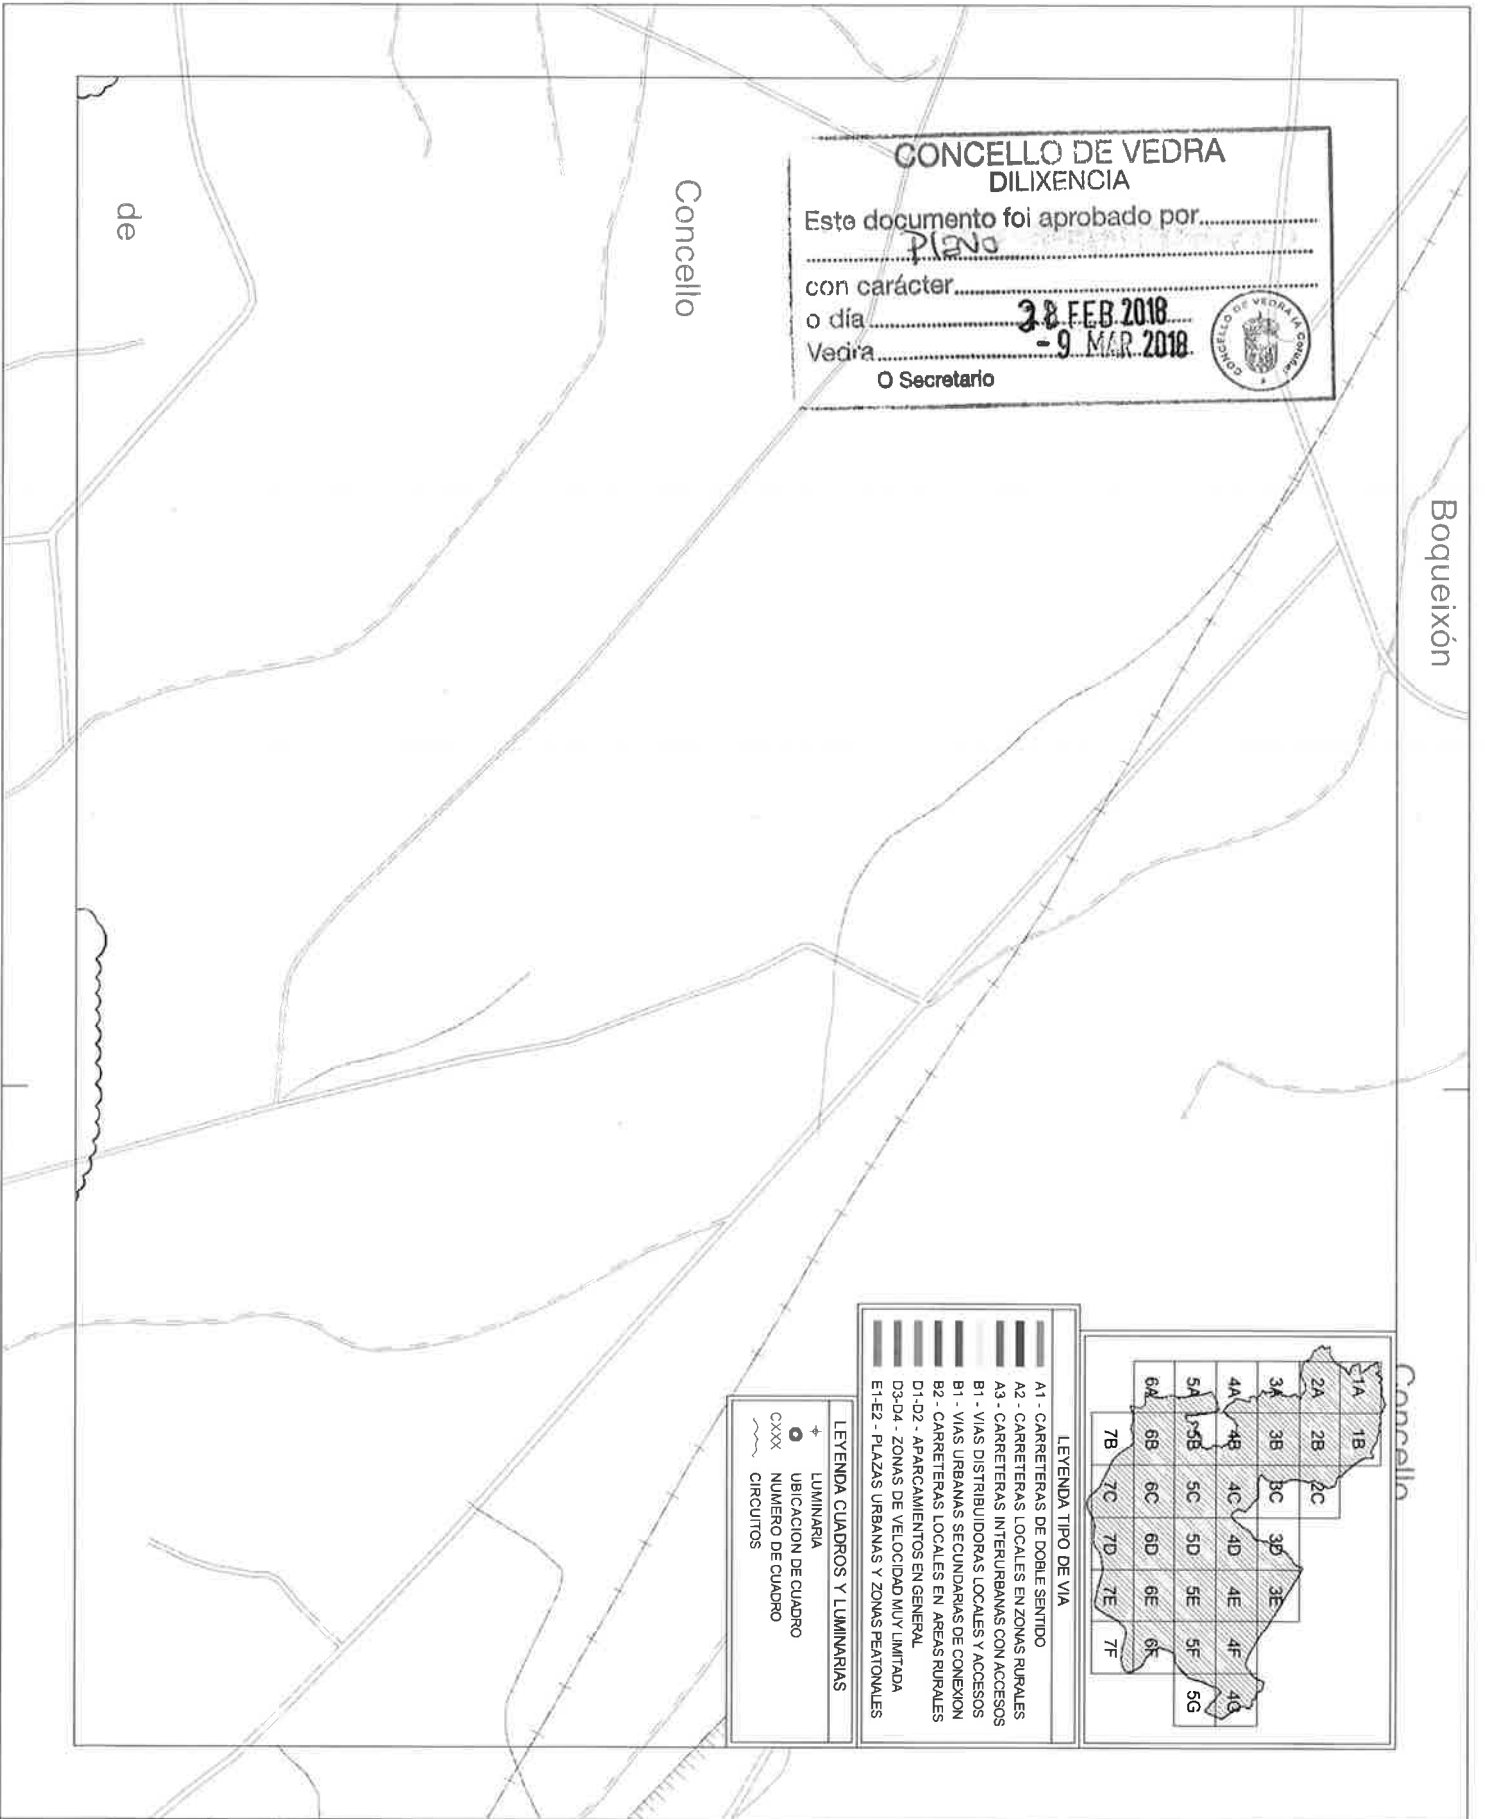 CONCELLO DE VEDRA
DILIXENCIA
Este documento foi aprobado por
Pleno
con carácter
o día 28 FEB 2018
Vedra - 9 MAR 2018
O Secretario
CONCELLO DE VEDRA (A Coruña)
Boqueixón
Concello
de
Concello
1A 1B
2A 2B 2C
3A 3B 3C 3D 3E
4A 4B 4C 4D 4E 4F 4G
5A 5B 5C 5D 5E 5F 5G
6A 6B 6C 6D 6E 6F
7B 7C 7D 7E 7F
LEYENDA TIPO DE VIA
A1 - CARRETERAS DE DOBLE SENTIDO
A2 - CARRETERAS LOCALES EN ZONAS RURALES
A3 - CARRETERAS INTERURBANAS CON ACCESOS
B1 - VIAS DISTRIBUIDORAS LOCALES Y ACCESOS
B1 - VIAS URBANAS SECUNDARIAS DE CONEXION
B2 - CARRETERAS LOCALES EN AREAS RURALES
D1-D2 - APARCAMIENTOS EN GENERAL
D3-D4 - ZONAS DE VELOCIDAD MUY LIMITADA
E1-E2 - PLAZAS URBANAS Y ZONAS PEATONALES
LEYENDA CUADROS Y LUMINARIAS
LUMINARIA
UBICACION DE CUADRO
CXXX NUMERO DE CUADRO
CIRCUITOS